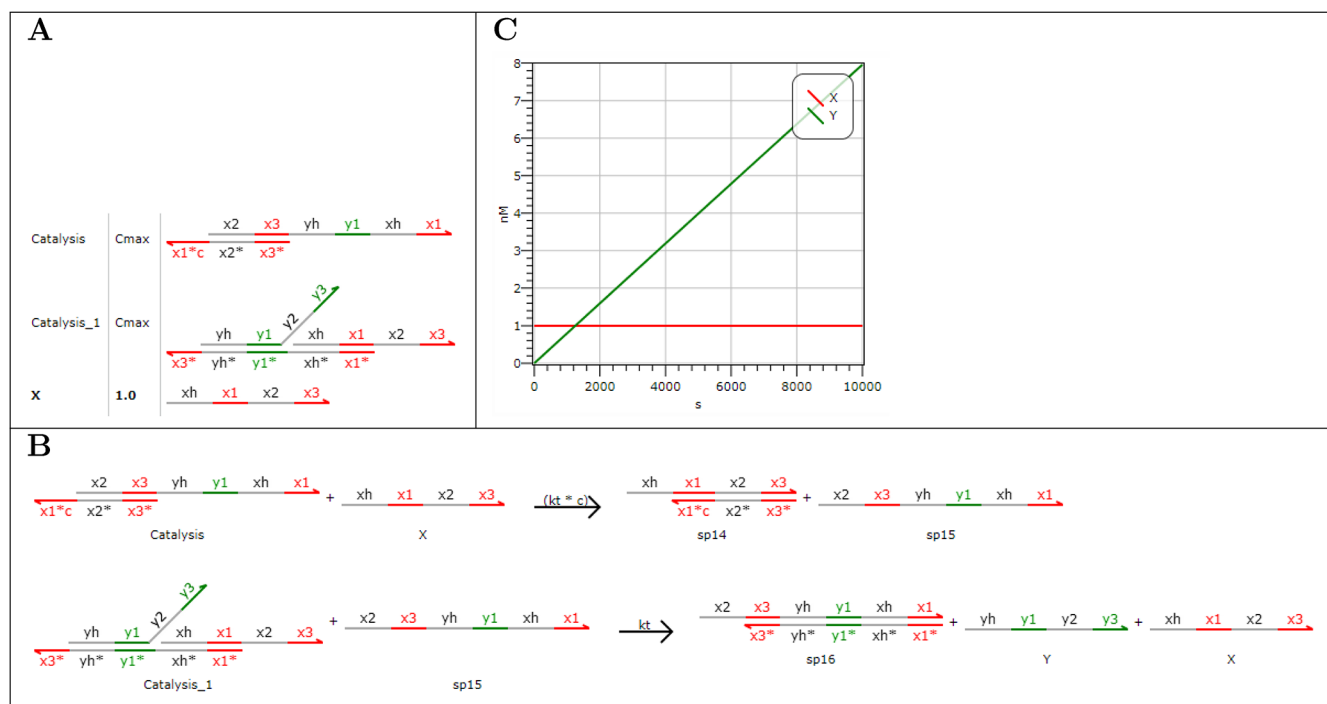 A
x2 x3 yh y1 xh x1
Catalysis Cmax
x1*c x2* x3*
y3
y2
yh y1 xh x1 x2 x3
Catalysis_1 Cmax
x3* yh* y1* xh* x1*
xh x1 x2 x3
X 1.0
C
8
7
6
5
4
3
2
1
0
nM
0 2000 4000 6000 8000 10000
s
X
Y
B
x2 x3 yh y1 xh x1 + xh x1 x2 x3 (kt * c) xh x1 x2 x3 + x2 x3 yh y1 xh x1
x1*c x2* x3* x1*c x2* x3*
Catalysis X sp14 sp15
y3
y2
yh y1 xh x1 x2 x3 + x2 x3 yh y1 xh x1 kt x2 x3 yh y1 xh x1 + yh y1 y2 y3 + xh x1 x2 x3
x3* yh* y1* xh* x1* x3* yh* y1* xh* x1*
Catalysis_1 sp15 sp16 Y X